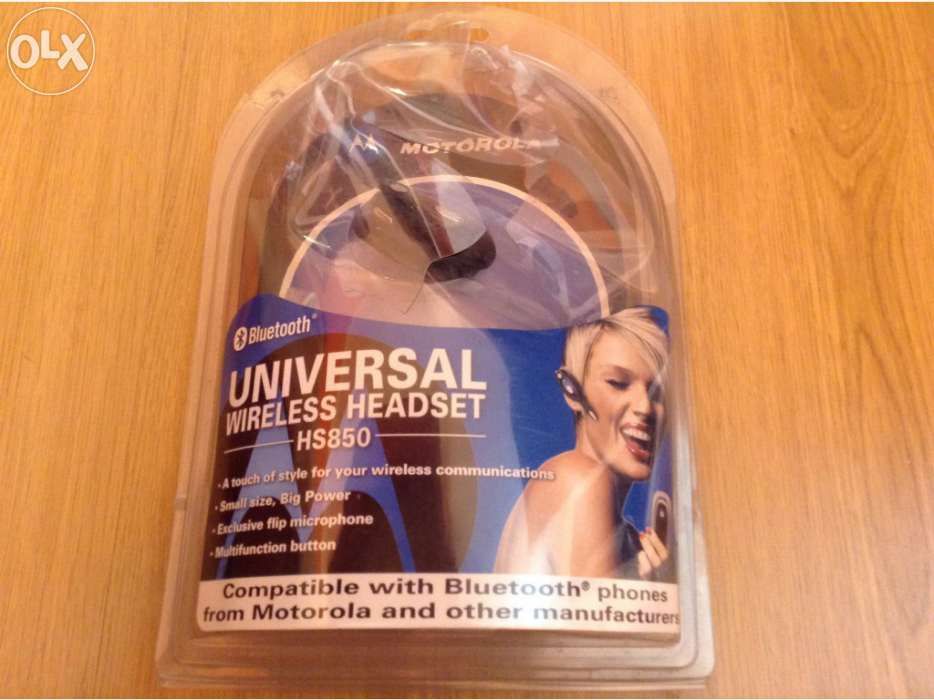 OLX
MOTOROLA
Bluetooth®
UNIVERSAL
WIRELESS HEADSET
HS850
• A touch of style for your wireless communications
• Small size, Big Power
• Exclusive flip microphone
• Multifunction button
Compatible with Bluetooth® phones
from Motorola and other manufacturers